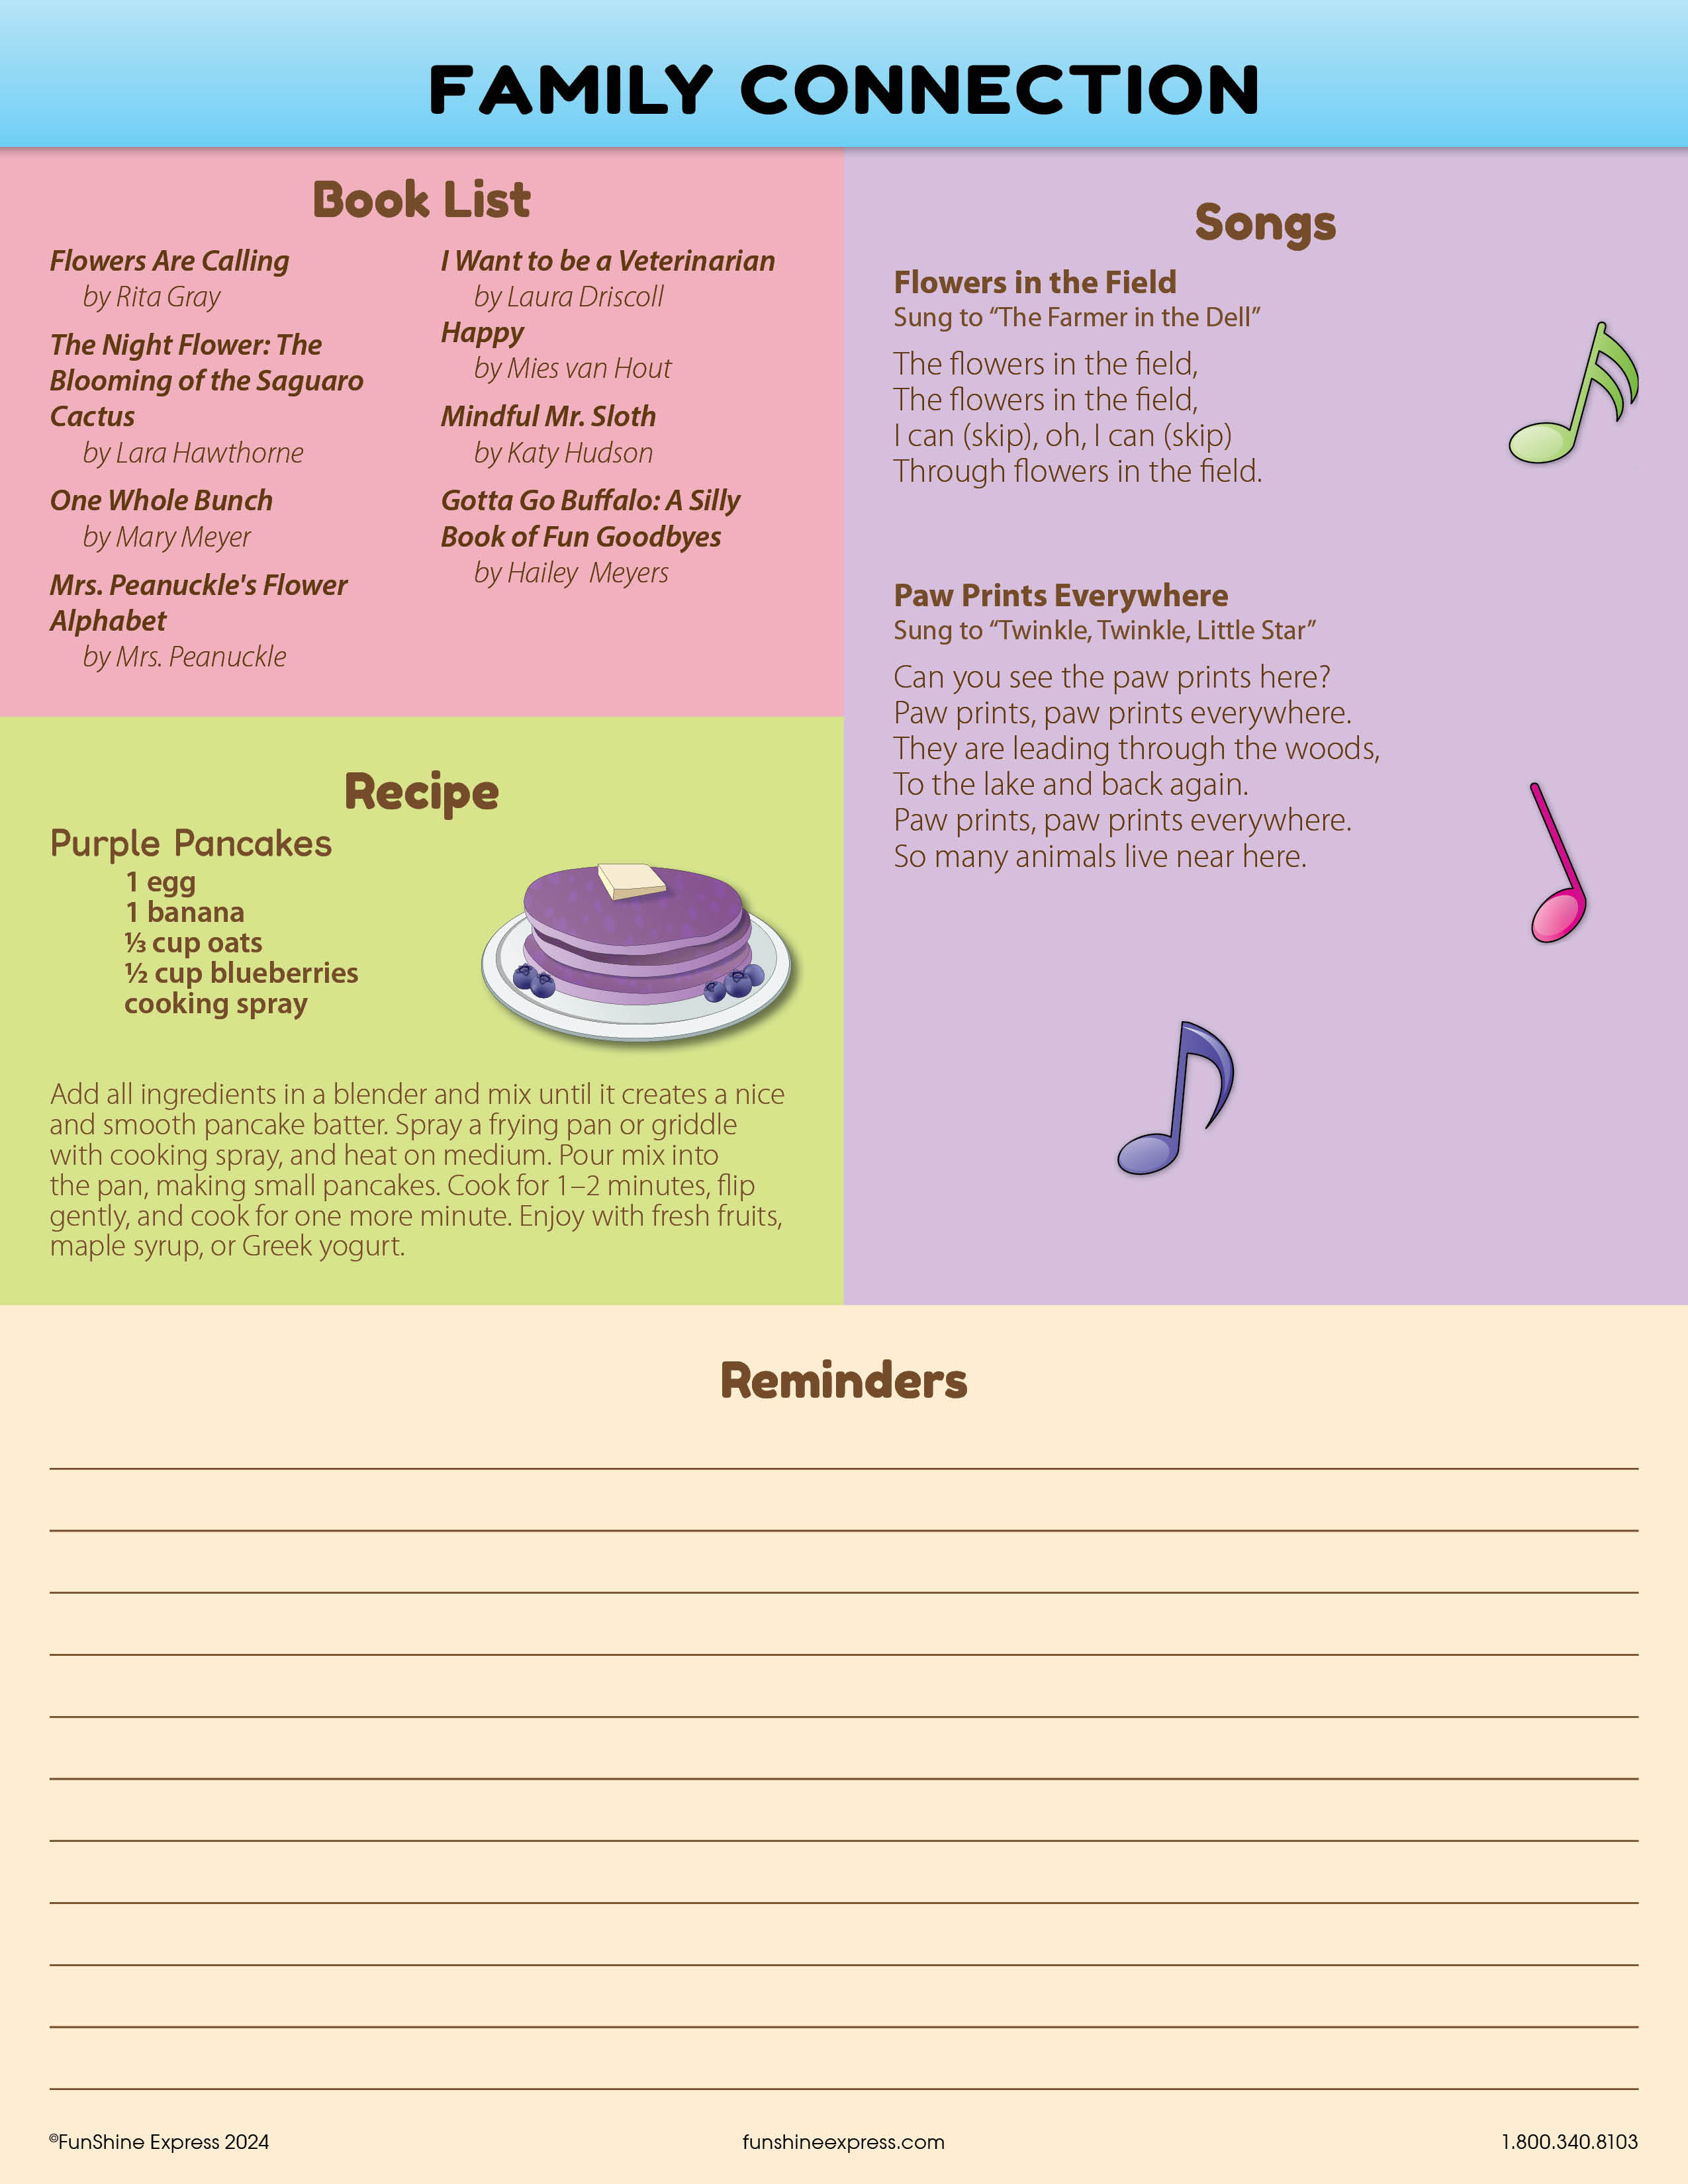 FAMILY CONNECTION
Book List
Flowers Are Calling
by Rita Gray
The Night Flower: The
Blooming of the Saguaro
Cactus
by Lara Hawthorne
One Whole Bunch
by Mary Meyer
Mrs. Peanuckle's Flower
Alphabet
by Mrs. Peanuckle
I Want to be a Veterinarian
by Laura Driscoll
Happy
by Mies van Hout
Mindful Mr. Sloth
by Katy Hudson
Gotta Go Buffalo: A Silly
Book of Fun Goodbyes
by Hailey  Meyers
Recipe
Purple Pancakes
1 egg
1 banana
⅓ cup oats
½ cup blueberries
cooking spray
Add all ingredients in a blender and mix until it creates a nice
and smooth pancake batter. Spray a frying pan or griddle
with cooking spray, and heat on medium. Pour mix into
the pan, making small pancakes. Cook for 1–2 minutes, flip
gently, and cook for one more minute. Enjoy with fresh fruits,
maple syrup, or Greek yogurt.
Songs
Flowers in the Field
Sung to “The Farmer in the Dell”
The flowers in the field,
The flowers in the field,
I can (skip), oh, I can (skip)
Through flowers in the field.
Paw Prints Everywhere
Sung to “Twinkle, Twinkle, Little Star”
Can you see the paw prints here?
Paw prints, paw prints everywhere.
They are leading through the woods,
To the lake and back again.
Paw prints, paw prints everywhere.
So many animals live near here.
Reminders
©FunShine Express 2024
funshineexpress.com
1.800.340.8103